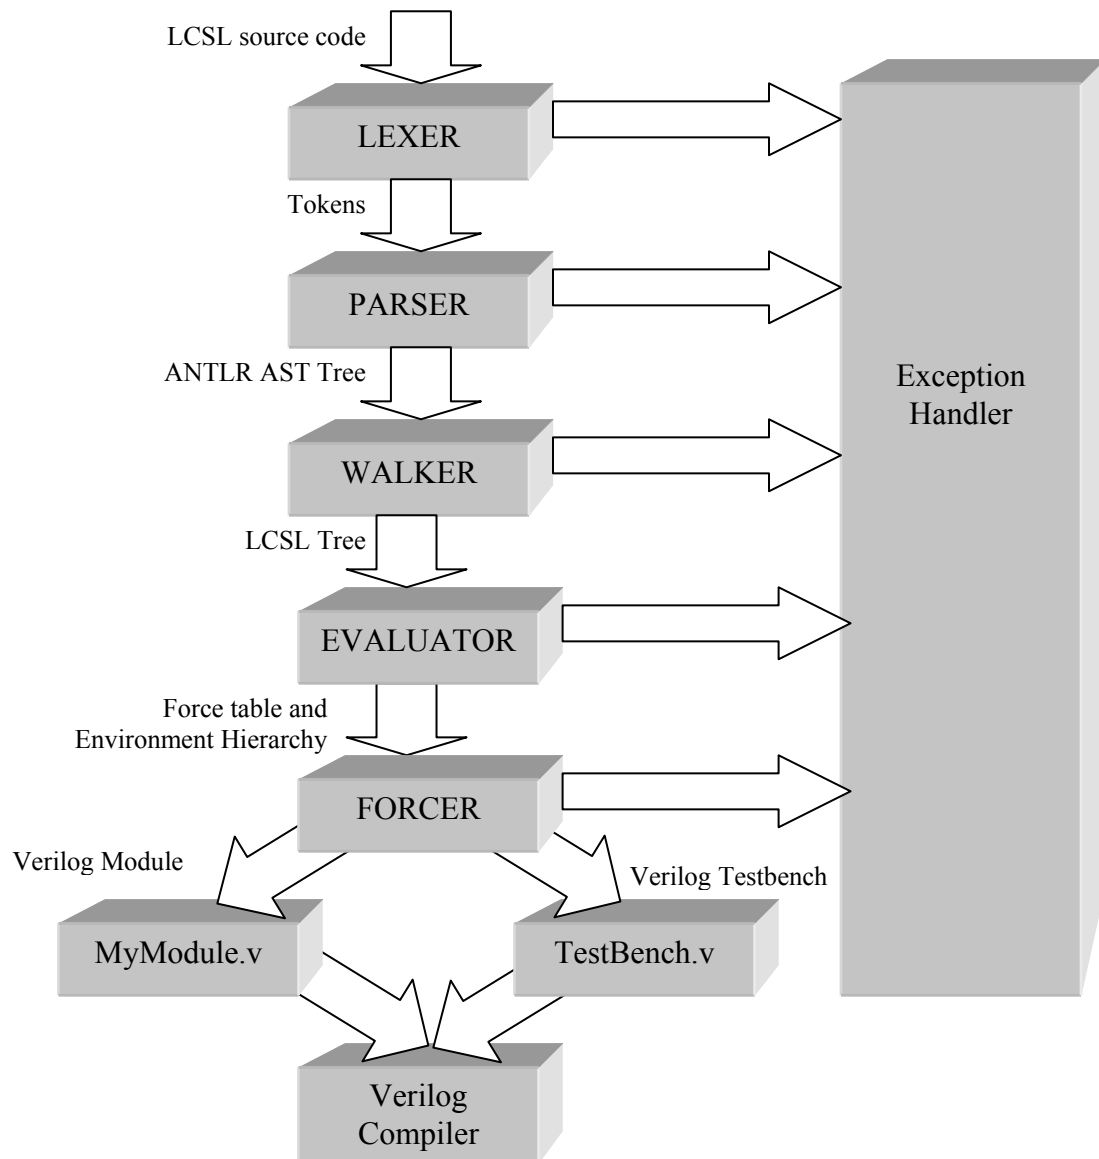 LCSL source code
LEXER
Tokens
PARSER
ANTLR AST Tree
Exception
Handler
WALKER
LCSL Tree
EVALUATOR
Force table and
Environment Hierarchy
FORCER
Verilog Module
Verilog Testbench
MyModule.v
TestBench.v
Verilog
Compiler